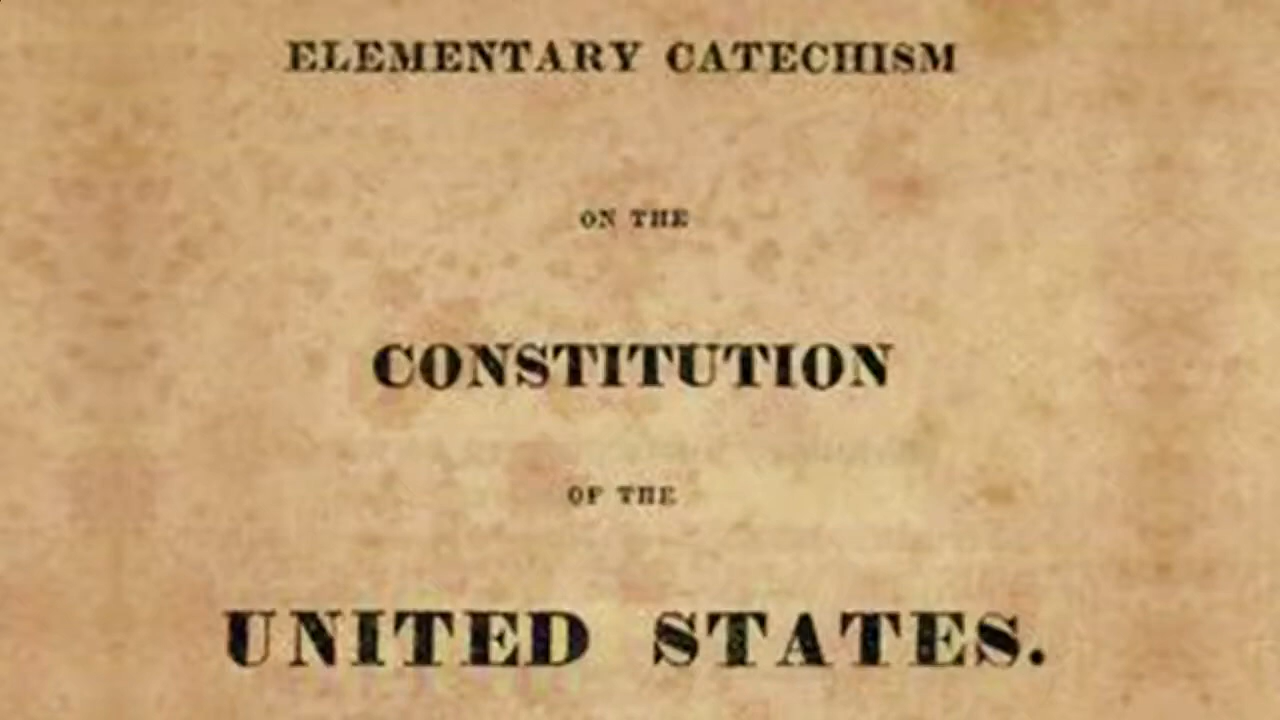 ELEMENTARY CATECHISM
ON THE
CONSTITUTION
OF THE
UNITED STATES.